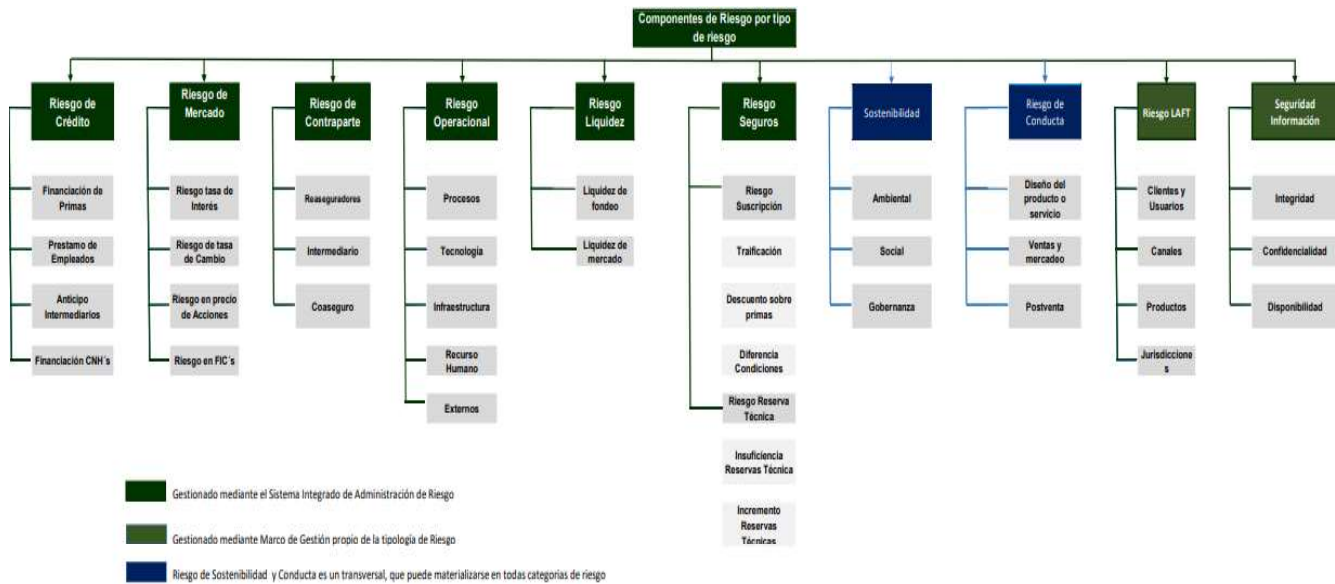 Componentes de Riesgo por tipo
de riesgo
Riesgo de
Crédito
Financiación de
Primas
Prestamo de
Empleados
Anticipo
Intermediarios
Financiación CNH´s
Riesgo de
Mercado
Riesgo tasa de
Interés
Riesgo de tasa
de Cambio
Riesgo en precio
de Acciones
Riesgo en FIC´s
Riesgo de
Contraparte
Reaseguradores
Intermediario
Coaseguro
Riesgo
Operacional
Procesos
Tecnología
Infraestructura
Recurso
Humano
Externos
Riesgo
Liquidez
Liquidez de
fondeo
Liquidez de
mercado
Riesgo
Seguros
Riesgo
Suscripción
Traificación
Descuento sobre
primas
Diferencia
Condiciones
Riesgo Reserva
Técnica
Insuficiencia
Reservas Técnica
Incremento
Reservas
Técnicas
Sostenibilidad
Ambiental
Social
Gobernanza
Riesgo de
Conducta
Diseño del
producto o
servicio
Ventas y
mercadeo
Postventa
Riesgo LAFT
Clientes y
Usuarios
Canales
Productos
Jurisdiccione
s
Seguridad
Información
Integridad
Confidencialidad
Disponibilidad
Gestionado mediante el Sistema Integrado de Administración de Riesgo
Gestionado mediante Marco de Gestión propio de la tipología de Riesgo
Riesgo de Sostenibilidad y Conducta es un transversal, que puede materializarse en todas categorias de riesgo